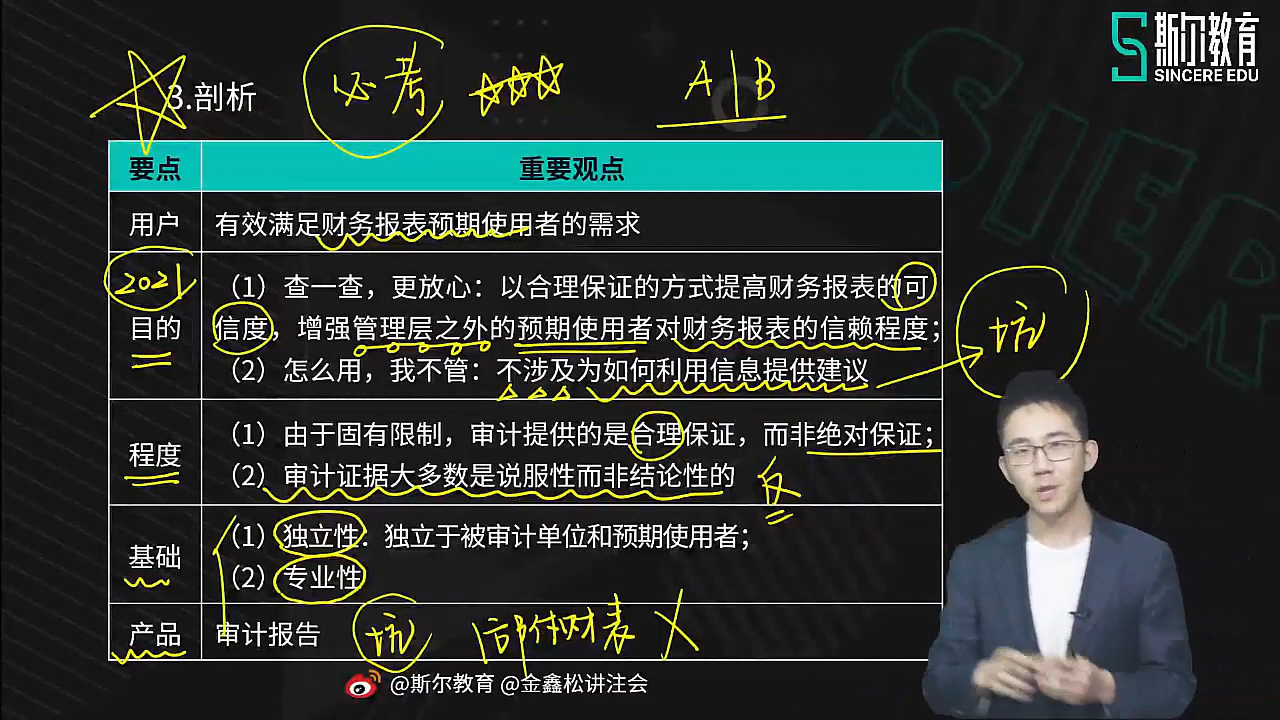 斯尔教育
SINCERE EDU
3.剖析
必考
A | B
要点 重要观点
用户 有效满足财务报表预期使用者的需求
2021
目的
（1）查一查，更放心：以合理保证的方式提高财务报表的可
信度，增强管理层之外的预期使用者对财务报表的信赖程度；
（2）怎么用，我不管：不涉及为如何利用信息提供建议
坑
程度
（1）由于固有限制，审计提供的是合理保证，而非绝对保证；
（2）审计证据大多数是说服性而非结论性的
反
基础
（1）独立性：独立于被审计单位和预期使用者；
（2）专业性
产品 审计报告 坑 财表
@斯尔教育 @金鑫松讲注会
SIER